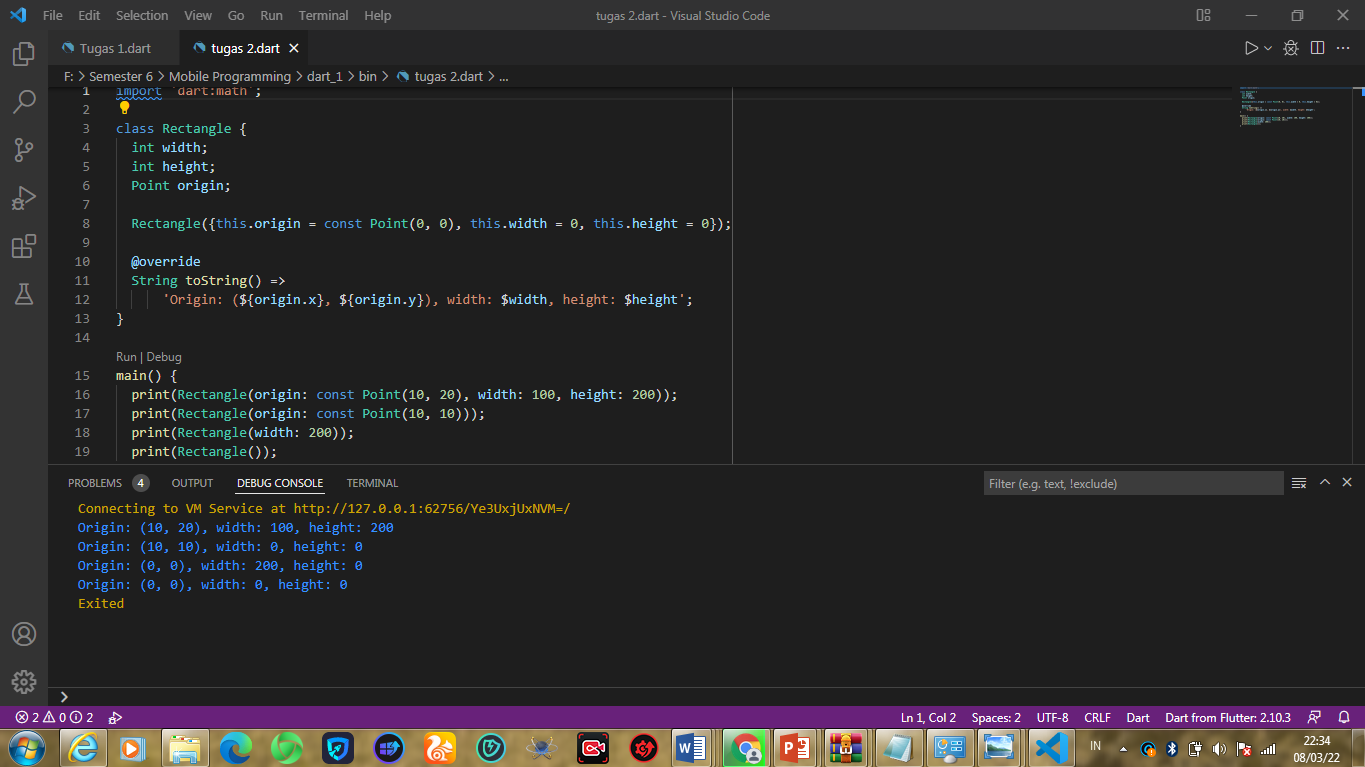 File Edit Selection View Go Run Terminal Help tugas 2.dart - Visual Studio Code
Tugas 1.dart tugas 2.dart
F: > Semester 6 > Mobile Programming > dart_1 > bin > tugas 2.dart > ...
1 import 'dart:math';
2
3 class Rectangle {
4 int width;
5 int height;
6 Point origin;
7
8 Rectangle({this.origin = const Point(0, 0), this.width = 0, this.height = 0});
9
10 @override
11 String toString() =>
12 'Origin: (${origin.x}, ${origin.y}), width: $width, height: $height';
13 }
14
Run | Debug
15 main() {
16 print(Rectangle(origin: const Point(10, 20), width: 100, height: 200));
17 print(Rectangle(origin: const Point(10, 10)));
18 print(Rectangle(width: 200));
19 print(Rectangle());
PROBLEMS 4 OUTPUT DEBUG CONSOLE TERMINAL Filter (e.g. text, !exclude)
Connecting to VM Service at http://127.0.0.1:62756/Ye3UxjUxNVM=/
Origin: (10, 20), width: 100, height: 200
Origin: (10, 10), width: 0, height: 0
Origin: (0, 0), width: 200, height: 0
Origin: (0, 0), width: 0, height: 0
Exited
2 0 2 Ln 1, Col 2 Spaces: 2 UTF-8 CRLF Dart Dart from Flutter: 2.10.3
IN 22:34
08/03/22